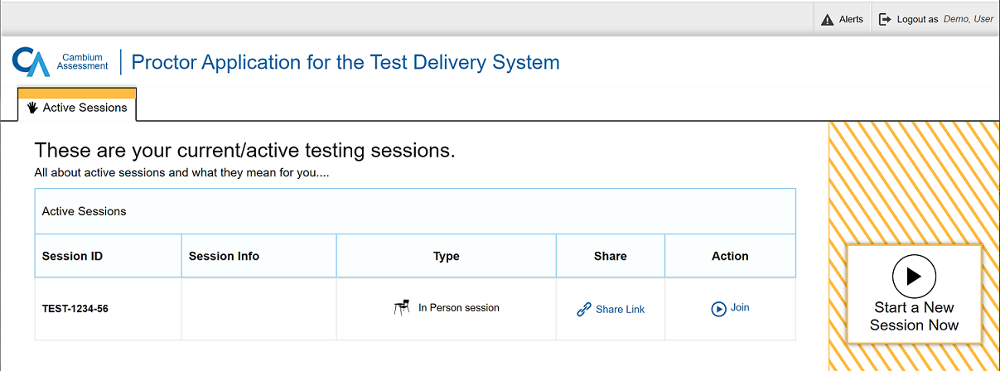 Alerts
Logout as Demo, User
CA
Cambium
Assessment
Proctor Application for the Test Delivery System
Active Sessions
These are your current/active testing sessions.
All about active sessions and what they mean for you....
Active Sessions
Session ID Session Info Type Share Action
TEST-1234-56 In Person session Share Link Join
Start a New
Session Now